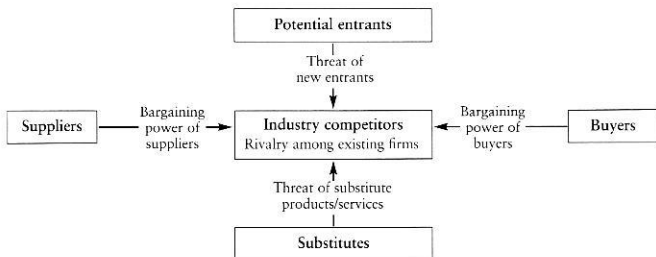 Potential entrants
Threat of
new entrants
Suppliers
Bargaining
power of
suppliers
Industry competitors
Rivalry among existing firms
Bargaining
power of
buyers
Buyers
Threat of substitute
products/services
Substitutes